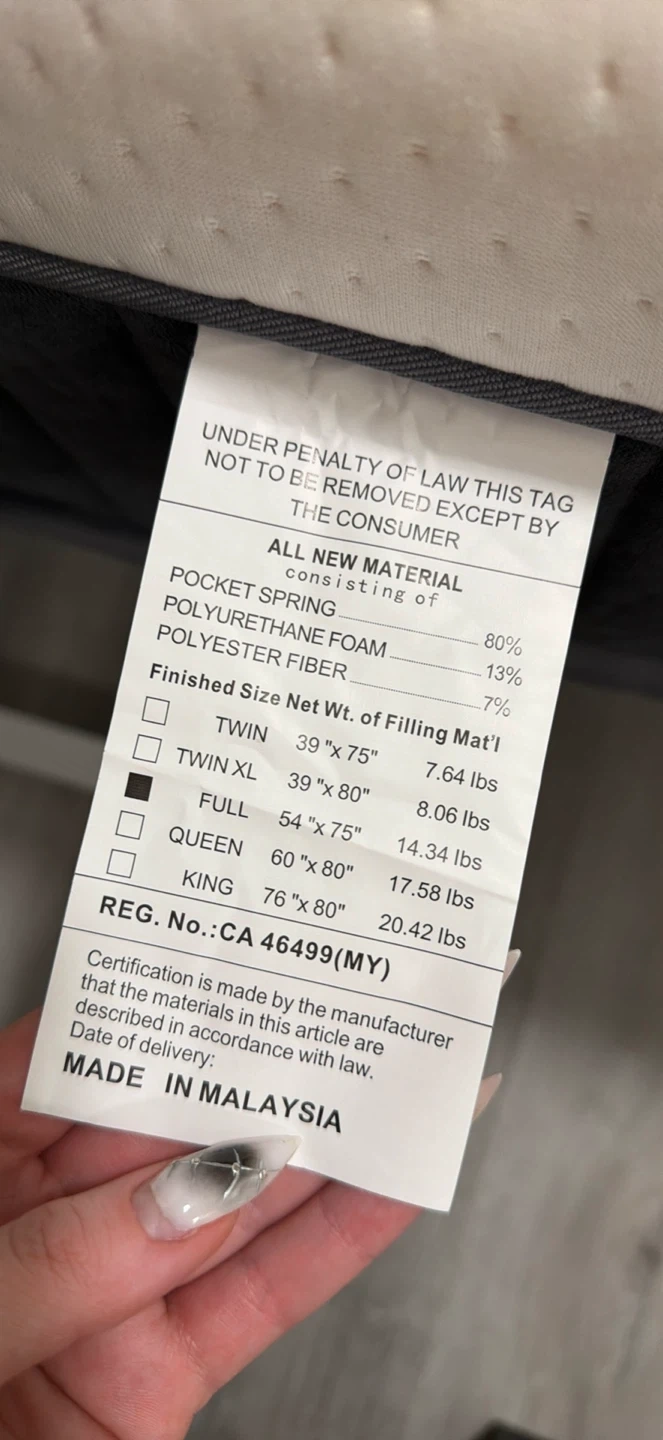 UNDER PENALTY OF LAW THIS TAG
NOT TO BE REMOVED EXCEPT BY
THE CONSUMER
ALL NEW MATERIAL
consisting of
POCKET SPRING 80%
POLYURETHANE FOAM 13%
POLYESTER FIBER 7%
Finished Size Net Wt. of Filling Mat'l
TWIN 39 "x 75" 7.64 lbs
TWIN XL 39 "x 80" 8.06 lbs
FULL 54 "x 75" 14.34 lbs
QUEEN 60 "x 80" 17.58 lbs
KING 76 "x 80" 20.42 lbs
REG. No.:CA 46499(MY)
Certification is made by the manufacturer
that the materials in this article are
described in accordance with law.
Date of delivery:
MADE IN MALAYSIA